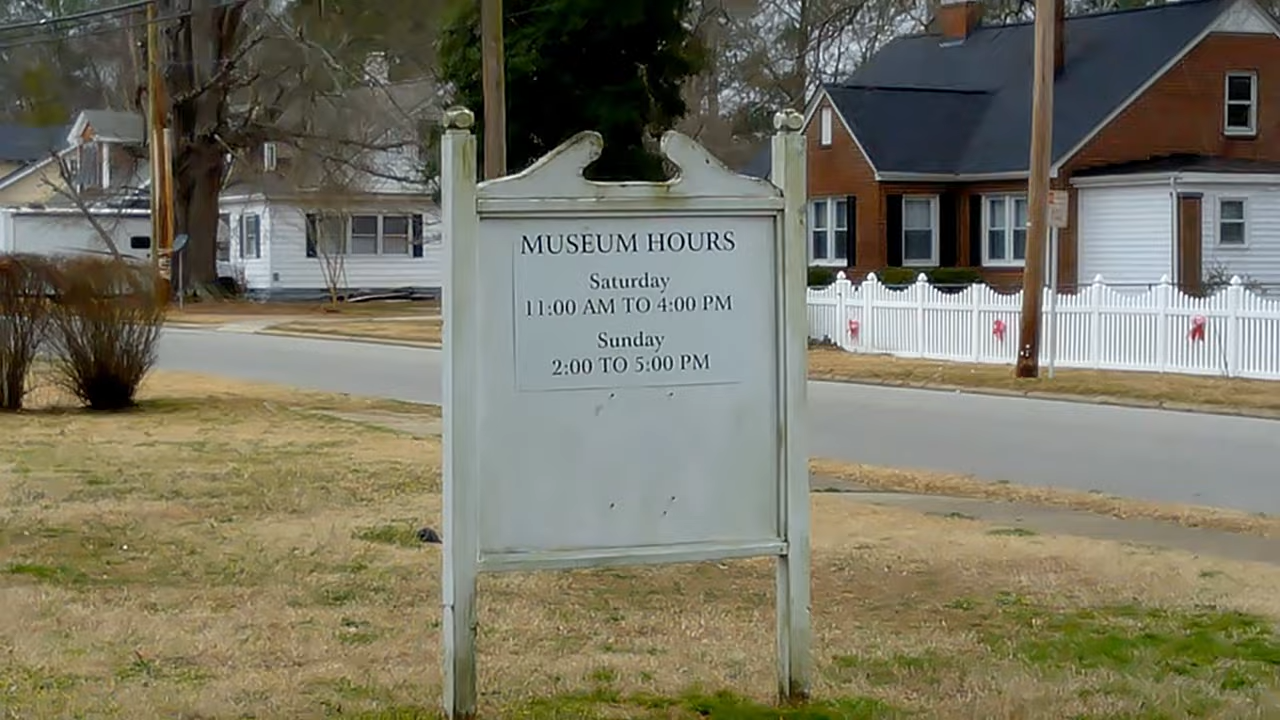 MUSEUM HOURS
Saturday
11:00 AM TO 4:00 PM
Sunday
2:00 TO 5:00 PM